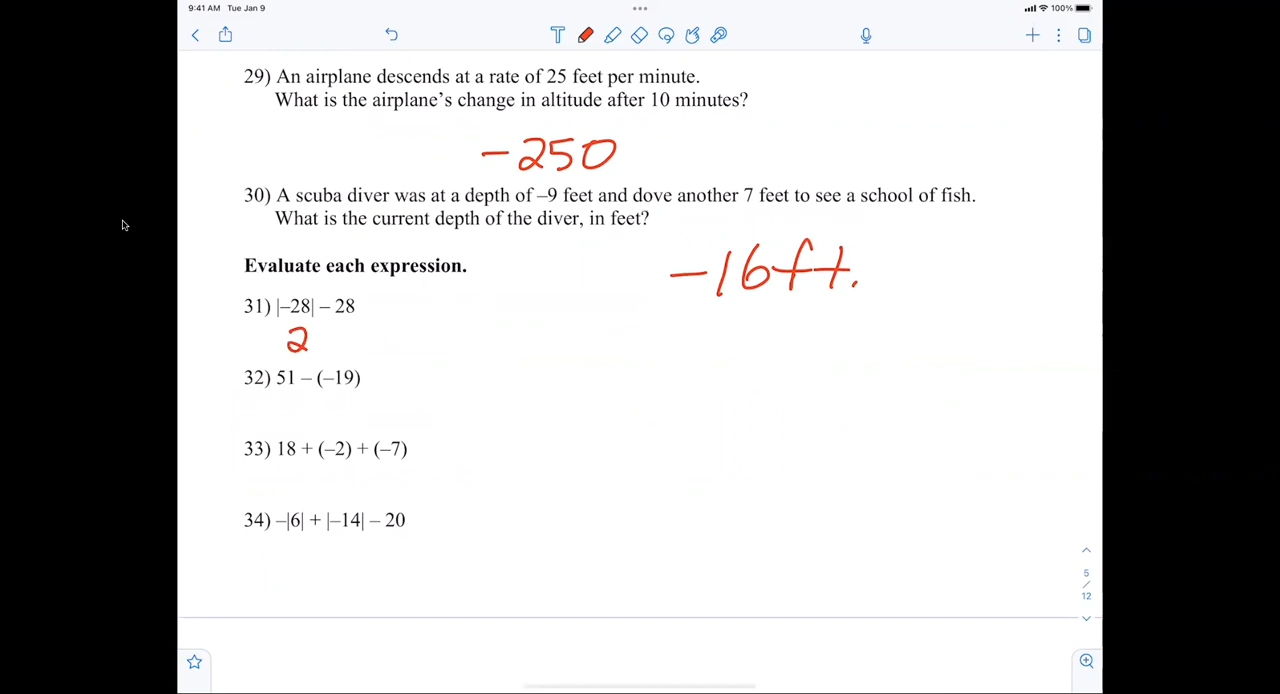 9:41 AM Tue Jan 9
100%
29) An airplane descends at a rate of 25 feet per minute.
What is the airplane's change in altitude after 10 minutes?
-250
30) A scuba diver was at a depth of –9 feet and dove another 7 feet to see a school of fish.
What is the current depth of the diver, in feet?
-16ft.
Evaluate each expression.
31) |–28| – 28
2
32) 51 – (–19)
33) 18 + (–2) + (–7)
34) –|6| + |–14| – 20
5
/
12